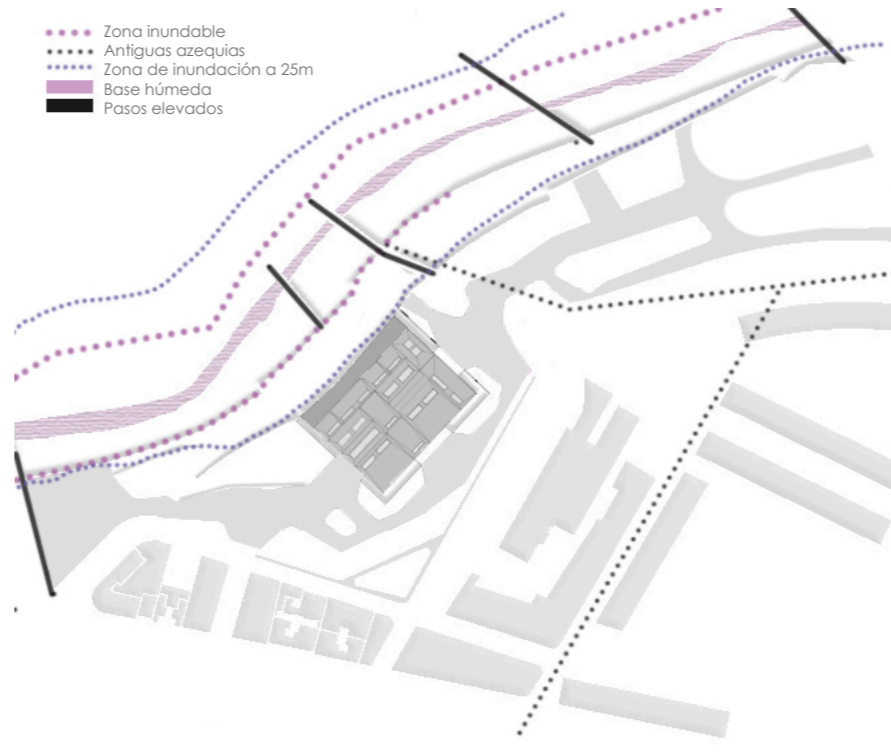 Zona inundable
Antiguas azequias
Zona de inundación a 25m
Base húmeda
Pasos elevados